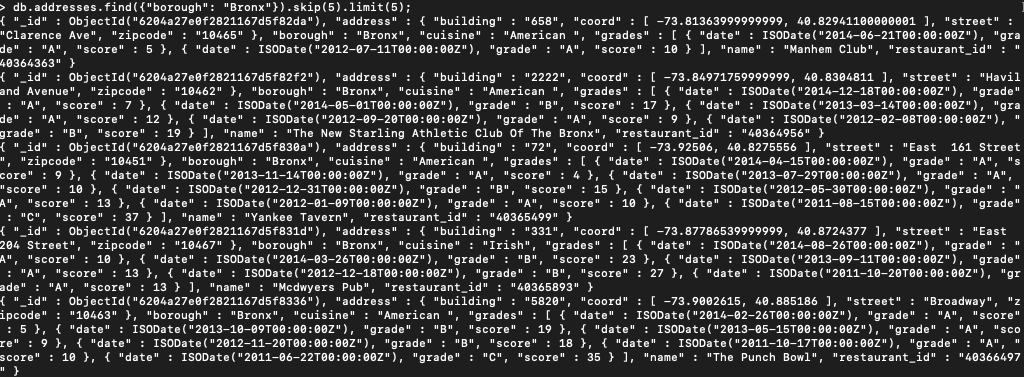 > db.addresses.find({"borough": "Bronx"}).skip(5).limit(5);
{ "_id" : ObjectId("6204a27e0f2821167d5f82da"), "address" : { "building" : "658", "coord" : [ -73.81363999999999, 40.82941100000001 ], "street" :
"Clarence Ave", "zipcode" : "10465" }, "borough" : "Bronx", "cuisine" : "American ", "grades" : [ { "date" : ISODate("2014-06-21T00:00:00Z"), "gra
de" : "A", "score" : 5 }, { "date" : ISODate("2012-07-11T00:00:00Z"), "grade" : "A", "score" : 10 } ], "name" : "Manhem Club", "restaurant_id" : "
40364363" }
{ "_id" : ObjectId("6204a27e0f2821167d5f82f2"), "address" : { "building" : "2222", "coord" : [ -73.84971759999999, 40.8304811 ], "street" : "Havil
and Avenue", "zipcode" : "10462" }, "borough" : "Bronx", "cuisine" : "American ", "grades" : [ { "date" : ISODate("2014-12-18T00:00:00Z"), "grade"
: "A", "score" : 7 }, { "date" : ISODate("2014-05-01T00:00:00Z"), "grade" : "B", "score" : 17 }, { "date" : ISODate("2013-03-14T00:00:00Z"), "gra
de" : "A", "score" : 12 }, { "date" : ISODate("2012-09-20T00:00:00Z"), "grade" : "A", "score" : 9 }, { "date" : ISODate("2012-02-08T00:00:00Z"), "
grade" : "B", "score" : 19 } ], "name" : "The New Starling Athletic Club Of The Bronx", "restaurant_id" : "40364956" }
{ "_id" : ObjectId("6204a27e0f2821167d5f830a"), "address" : { "building" : "72", "coord" : [ -73.92506, 40.8275556 ], "street" : "East  161 Street
", "zipcode" : "10451" }, "borough" : "Bronx", "cuisine" : "American ", "grades" : [ { "date" : ISODate("2014-04-15T00:00:00Z"), "grade" : "A", "s
core" : 9 }, { "date" : ISODate("2013-11-14T00:00:00Z"), "grade" : "A", "score" : 4 }, { "date" : ISODate("2013-07-29T00:00:00Z"), "grade" : "A",
"score" : 10 }, { "date" : ISODate("2012-12-31T00:00:00Z"), "grade" : "B", "score" : 15 }, { "date" : ISODate("2012-05-30T00:00:00Z"), "grade" : "
A", "score" : 13 }, { "date" : ISODate("2012-01-09T00:00:00Z"), "grade" : "A", "score" : 10 }, { "date" : ISODate("2011-08-15T00:00:00Z"), "grade"
: "C", "score" : 37 } ], "name" : "Yankee Tavern", "restaurant_id" : "40365499" }
{ "_id" : ObjectId("6204a27e0f2821167d5f831d"), "address" : { "building" : "331", "coord" : [ -73.87786539999999, 40.8724377 ], "street" : "East
204 Street", "zipcode" : "10467" }, "borough" : "Bronx", "cuisine" : "Irish", "grades" : [ { "date" : ISODate("2014-08-26T00:00:00Z"), "grade" : "
A", "score" : 10 }, { "date" : ISODate("2014-03-26T00:00:00Z"), "grade" : "B", "score" : 23 }, { "date" : ISODate("2013-09-11T00:00:00Z"), "grade"
: "A", "score" : 13 }, { "date" : ISODate("2012-12-18T00:00:00Z"), "grade" : "B", "score" : 27 }, { "date" : ISODate("2011-10-20T00:00:00Z"), "gr
ade" : "A", "score" : 13 } ], "name" : "Mcdwyers Pub", "restaurant_id" : "40365893" }
{ "_id" : ObjectId("6204a27e0f2821167d5f8336"), "address" : { "building" : "5820", "coord" : [ -73.9002615, 40.885186 ], "street" : "Broadway", "z
ipcode" : "10463" }, "borough" : "Bronx", "cuisine" : "American ", "grades" : [ { "date" : ISODate("2014-02-26T00:00:00Z"), "grade" : "A", "score"
: 5 }, { "date" : ISODate("2013-10-09T00:00:00Z"), "grade" : "B", "score" : 19 }, { "date" : ISODate("2013-05-15T00:00:00Z"), "grade" : "A", "sco
re" : 9 }, { "date" : ISODate("2012-11-20T00:00:00Z"), "grade" : "B", "score" : 18 }, { "date" : ISODate("2011-10-17T00:00:00Z"), "grade" : "A", "
score" : 10 }, { "date" : ISODate("2011-06-22T00:00:00Z"), "grade" : "C", "score" : 35 } ], "name" : "The Punch Bowl", "restaurant_id" : "40366497
" }